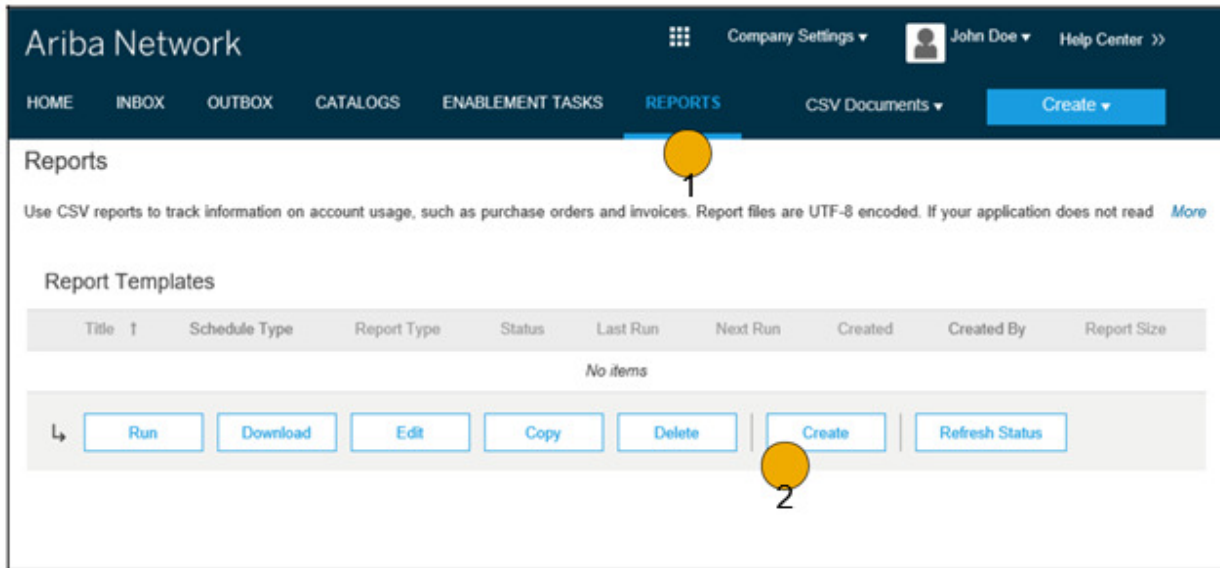 Ariba Network
Company Settings ▾
John Doe ▾
Help Center »
HOME INBOX OUTBOX CATALOGS ENABLEMENT TASKS REPORTS CSV Documents ▾ Create ▾
1
Reports
Use CSV reports to track information on account usage, such as purchase orders and invoices. Report files are UTF-8 encoded. If your application does not read More
Report Templates
Title ↑ Schedule Type Report Type Status Last Run Next Run Created Created By Report Size
No items
Run Download Edit Copy Delete Create Refresh Status
2